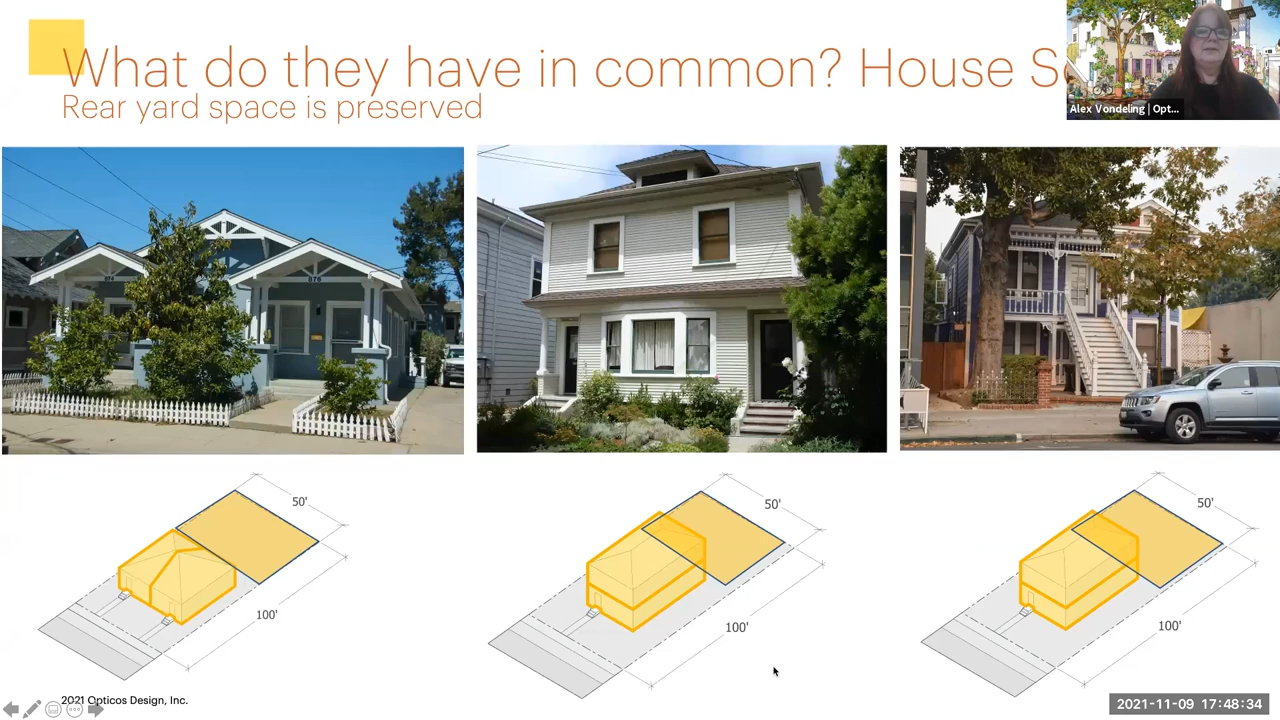 What do they have in common? House
Rear yard space is preserved
Alex Vondeling | Opt...
976
50'
100'
50'
100'
50'
100'
2021 Opticos Design, Inc.
2021-11-09 17:48:34